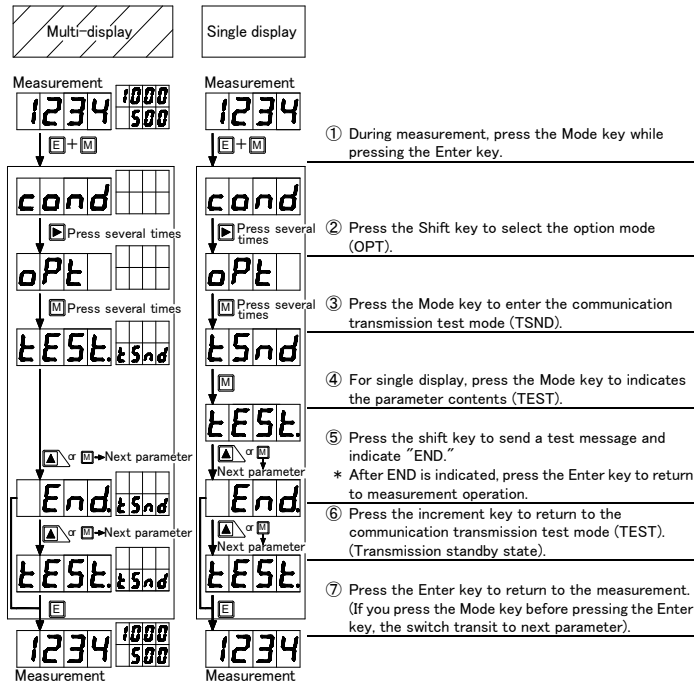 Multi-display Single display
Measurement Measurement
1234 1000 1234
500
E + M E + M
① During measurement, press the Mode key while
pressing the Enter key.
cond cond
Press several times Press several
times
② Press the Shift key to select the option mode
(OPT).
oPt oPt
M Press several times M Press several
times
③ Press the Mode key to enter the communication
transmission test mode (TSND).
tESt. tSnd tSnd
M
④ For single display, press the Mode key to indicates
the parameter contents (TEST).
tESt.
or M Next parameter or M
Next parameter
⑤ Press the shift key to send a test message and
indicate "END."
* After END is indicated, press the Enter key to return
to measurement operation.
End. tSnd End.
or M Next parameter or M
Next parameter
⑥ Press the increment key to return to the
communication transmission test mode (TEST).
(Transmission standby state).
tESt. tSnd tESt.
E E
⑦ Press the Enter key to return to the measurement.
(If you press the Mode key before pressing the Enter
key, the switch transit to next parameter).
1234 1000 1234
500
Measurement Measurement